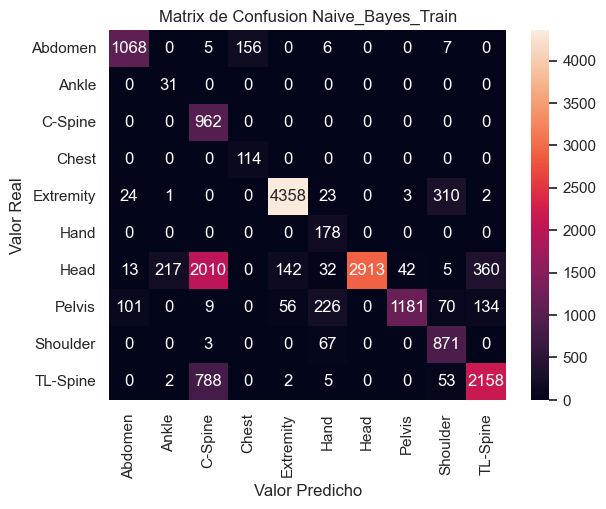 Matrix de Confusion Naive_Bayes_Train
Abdomen 1068 0 5 156 0 6 0 0 7 0
Ankle 0 31 0 0 0 0 0 0 0 0
C-Spine 0 0 962 0 0 0 0 0 0 0
Chest 0 0 0 114 0 0 0 0 0 0
Extremity 24 1 0 0 4358 23 0 3 310 2
Hand 0 0 0 0 0 178 0 0 0 0
Head 13 217 2010 0 142 32 2913 42 5 360
Pelvis 101 0 9 0 56 226 0 1181 70 134
Shoulder 0 0 3 0 0 67 0 0 871 0
TL-Spine 0 2 788 0 2 5 0 0 53 2158
Abdomen Ankle C-Spine Chest Extremity Hand Head Pelvis Shoulder TL-Spine
Valor Predicho
Valor Real
4000
3500
3000
2500
2000
1500
1000
500
0